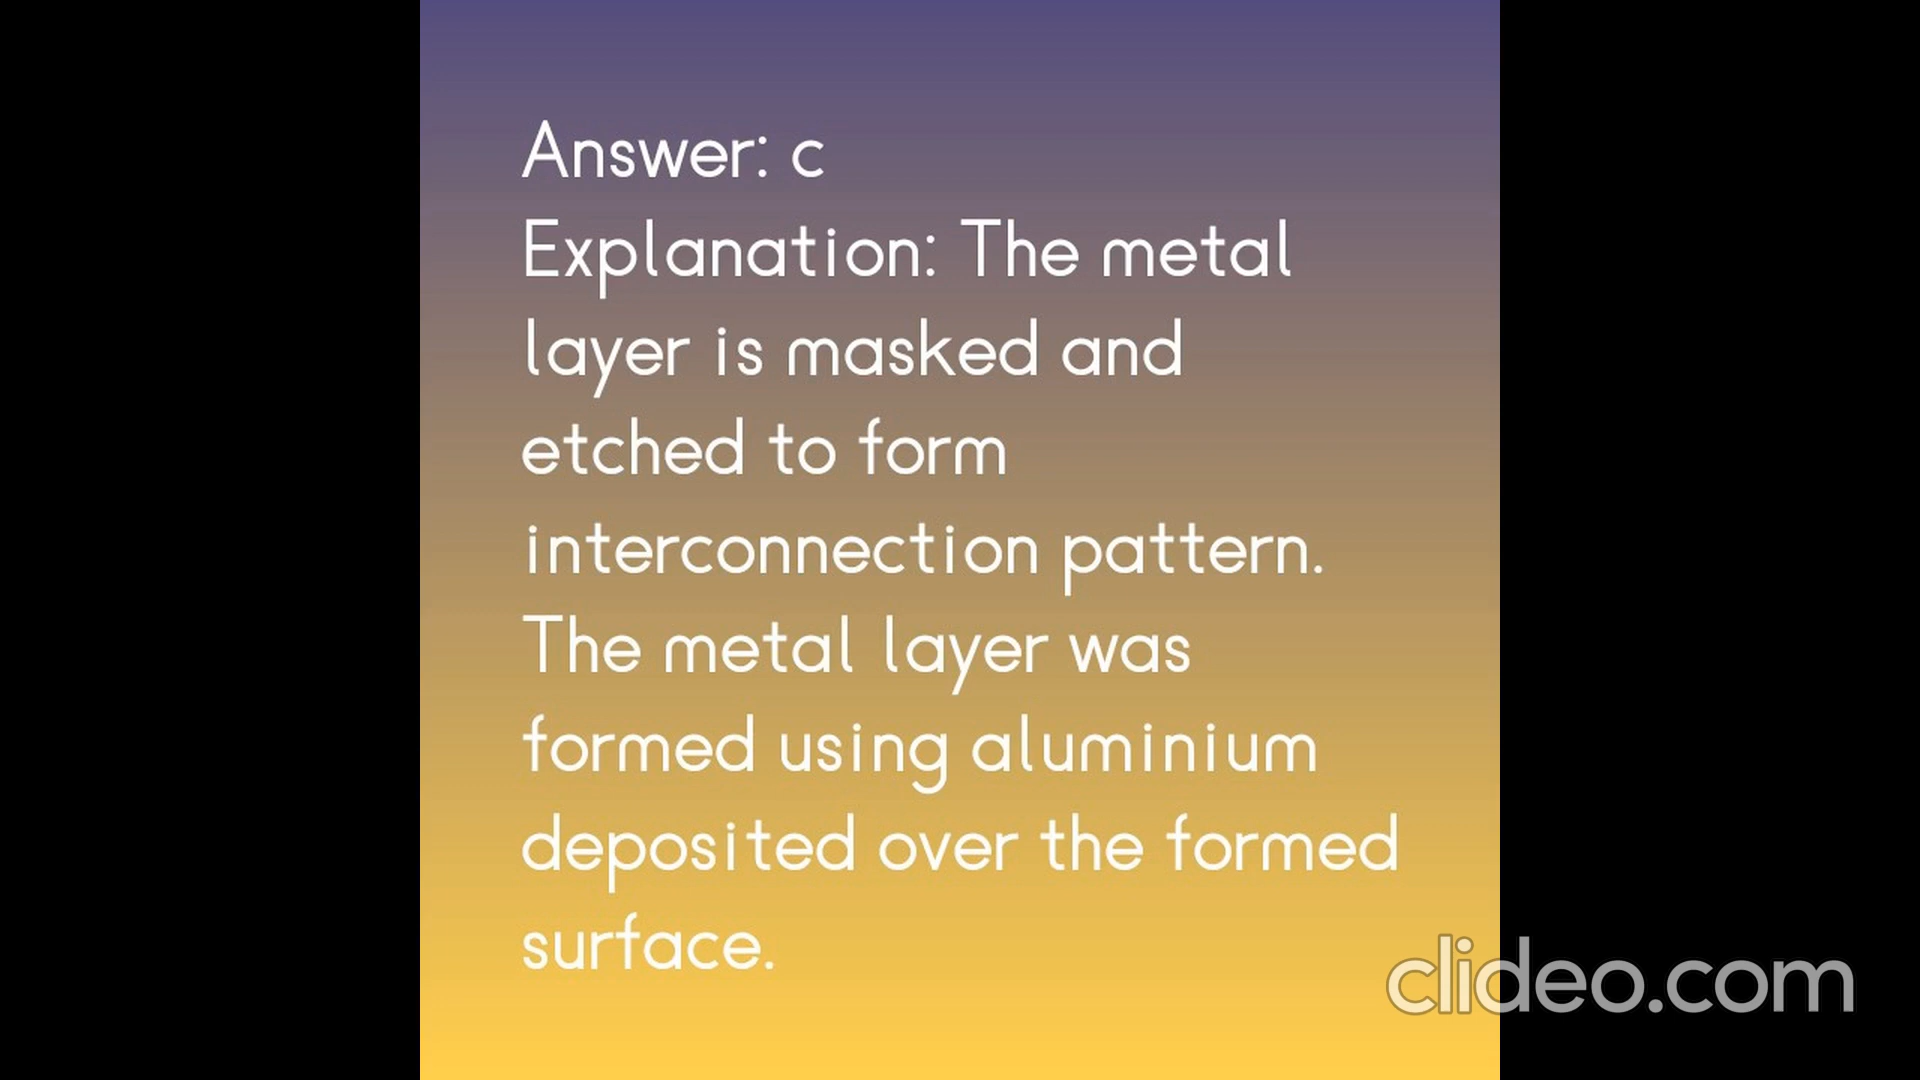 Answer: c
Explanation: The metal
layer is masked and
etched to form
interconnection pattern.
The metal layer was
formed using aluminium
deposited over the formed
surface.
clideo.com